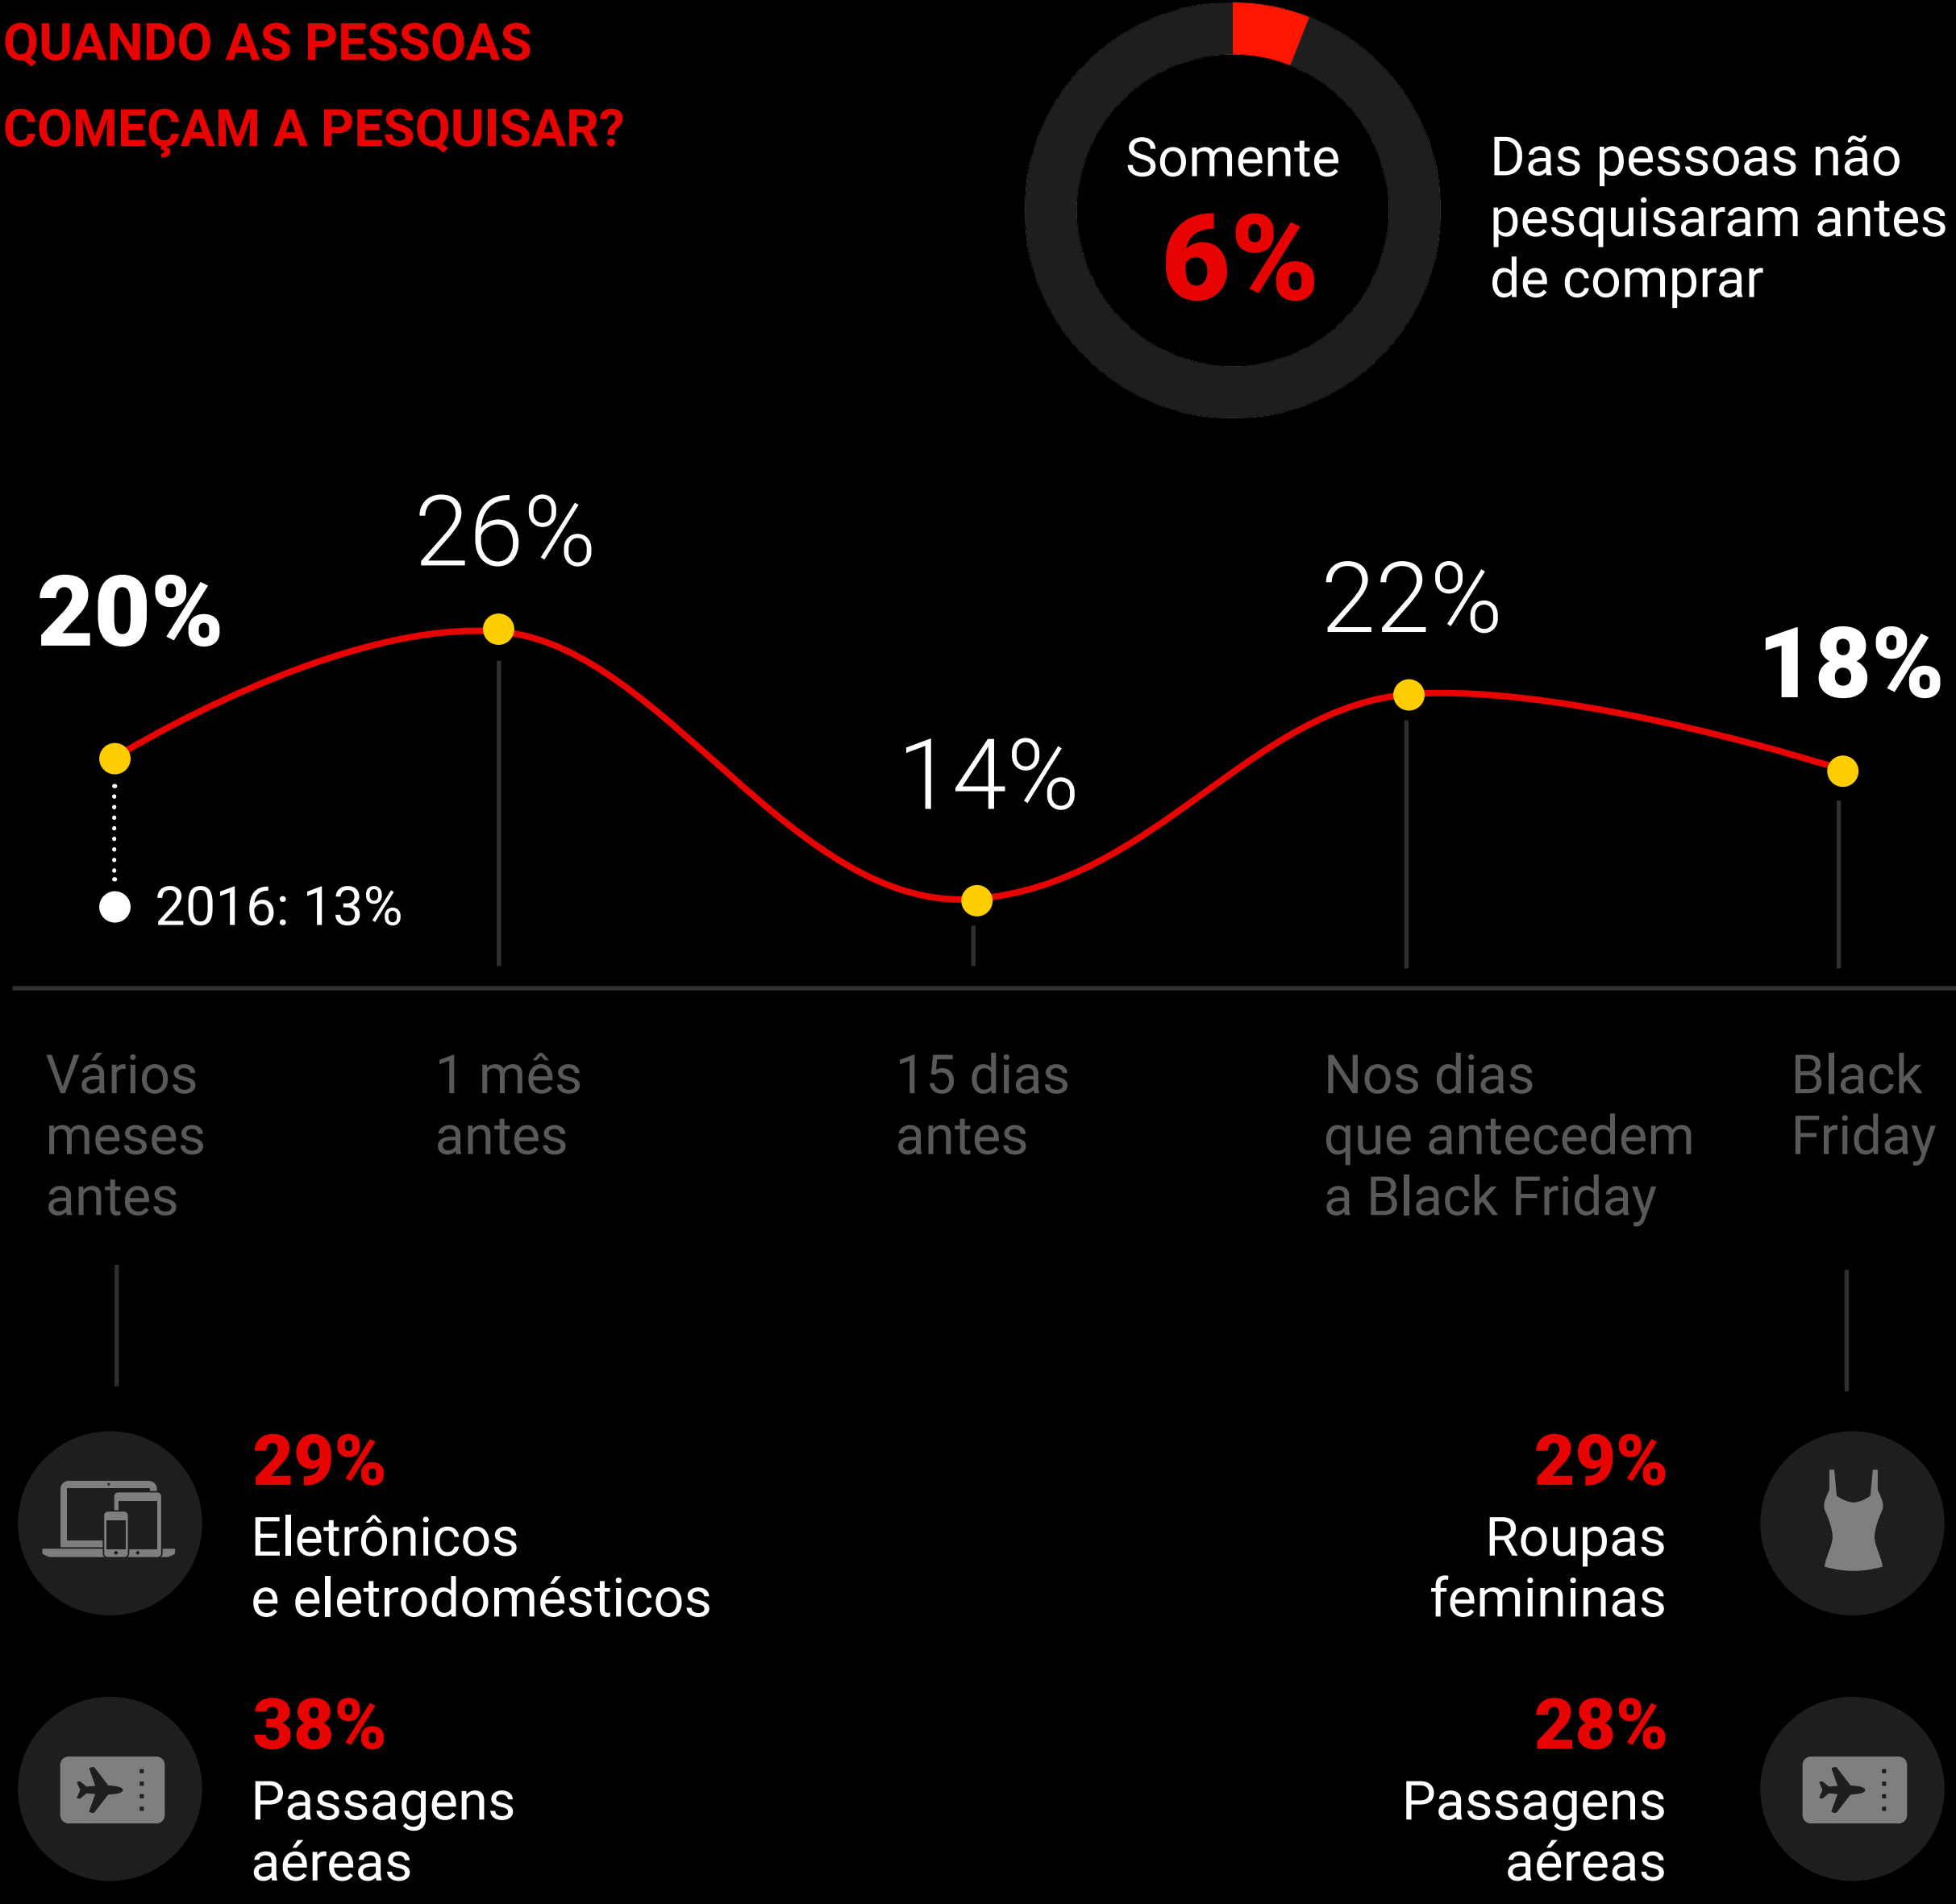 QUANDO AS PESSOAS
COMEÇAM A PESQUISAR?
Somente
6%
Das pessoas não
pesquisaram antes
de comprar
20%
26%
14%
22%
18%
2016: 13%
Vários
meses
antes
1 mês
antes
15 dias
antes
Nos dias
que antecedem
a Black Friday
Black
Friday
29%
Eletrônicos
e eletrodomésticos
29%
Roupas
femininas
38%
Passagens
aéreas
28%
Passagens
aéreas